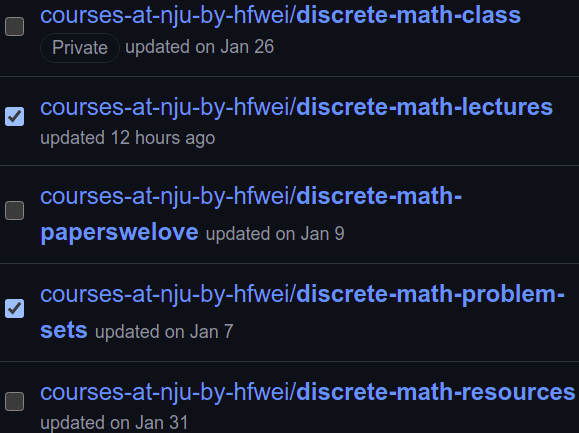 courses-at-nju-by-hfwei/discrete-math-class
Private updated on Jan 26
courses-at-nju-by-hfwei/discrete-math-lectures
updated 12 hours ago
courses-at-nju-by-hfwei/discrete-math-
paperswelove updated on Jan 9
courses-at-nju-by-hfwei/discrete-math-problem-
sets updated on Jan 7
courses-at-nju-by-hfwei/discrete-math-resources
updated on Jan 31